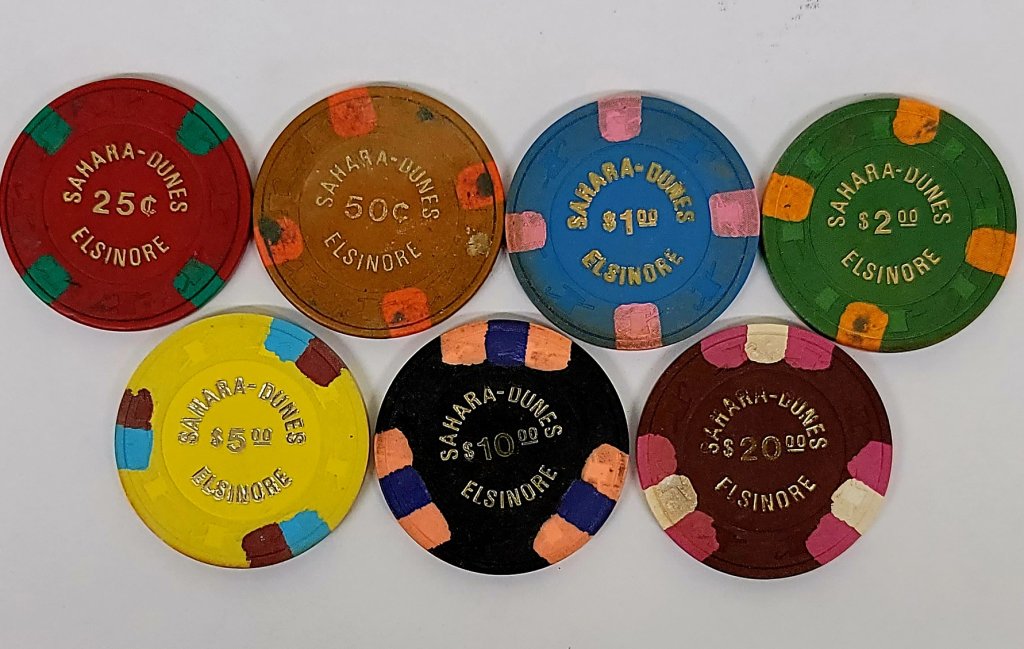 SAHARA-DUNES
25¢
ELSINORE
SAHARA-DUNES
50¢
ELSINORE
SAHARA-DUNES
$1.00
ELSINORE
SAHARA-DUNES
$2.00
ELSINORE
SAHARA-DUNES
$5.00
ELSINORE
SAHARA-DUNES
$10.00
ELSINORE
SAHARA-DUNES
$20.00
ELSINORE